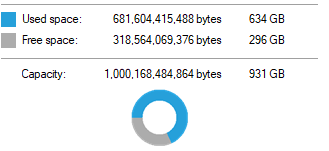 Used space: 681,604,415,488 bytes 634 GB
Free space: 318,564,069,376 bytes 296 GB
Capacity: 1,000,168,484,864 bytes 931 GB